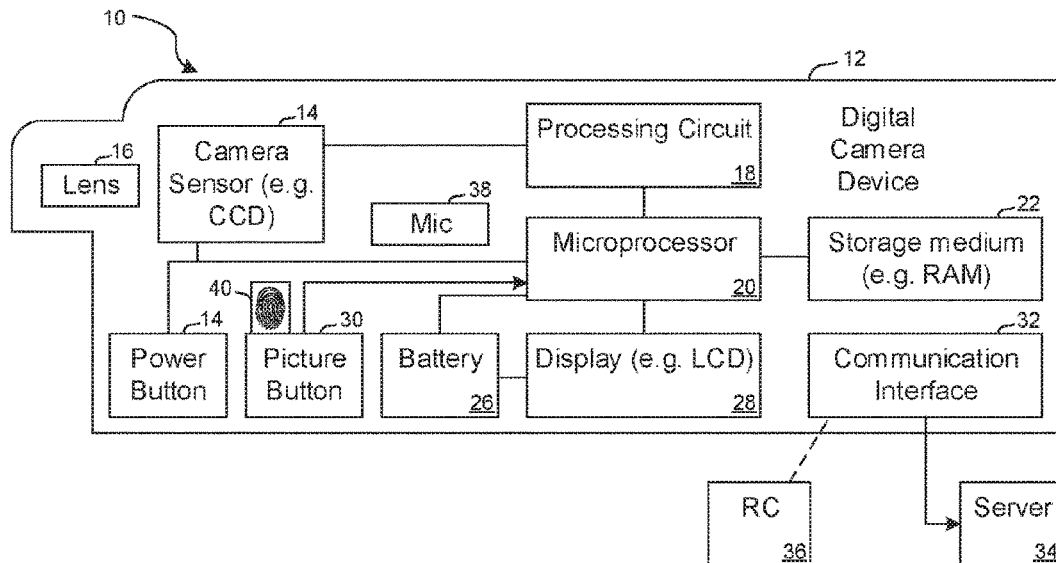 10
12
14
Camera
Sensor (e.g.
CCD)
16
Lens
Processing Circuit
18
Digital
Camera
Device
38
Mic
Microprocessor
20
22
Storage medium
(e.g. RAM)
40
14
Power
Button
30
Picture
Button
Battery
26
Display (e.g. LCD)
28
32
Communication
Interface
RC
36
Server
34